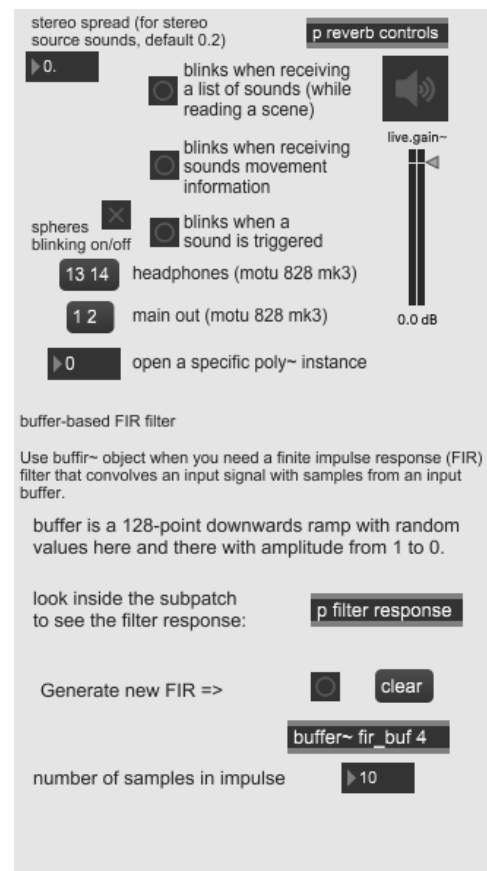 stereo spread (for stereo
source sounds, default 0.2)
p reverb controls
0.
blinks when receiving
a list of sounds (while
reading a scene)
live.gain~
blinks when receiving
sounds movement
information
spheres
blinking on/off
blinks when a
sound is triggered
13 14
headphones (motu 828 mk3)
1 2
main out (motu 828 mk3)
0.0 dB
0
open a specific poly~ instance
buffer-based FIR filter
Use buffir~ object when you need a finite impulse response (FIR)
filter that convolves an input signal with samples from an input
buffer.
buffer is a 128-point downwards ramp with random
values here and there with amplitude from 1 to 0.
look inside the subpatch
to see the filter response:
p filter response
Generate new FIR =>
clear
buffer~ fir_buf 4
number of samples in impulse
10